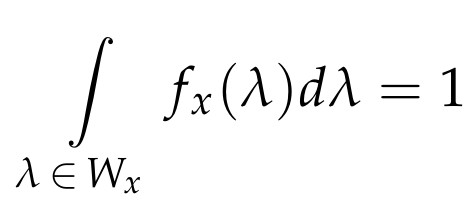 ∫_{λ ∈ W_x} f_x(λ)dλ = 1